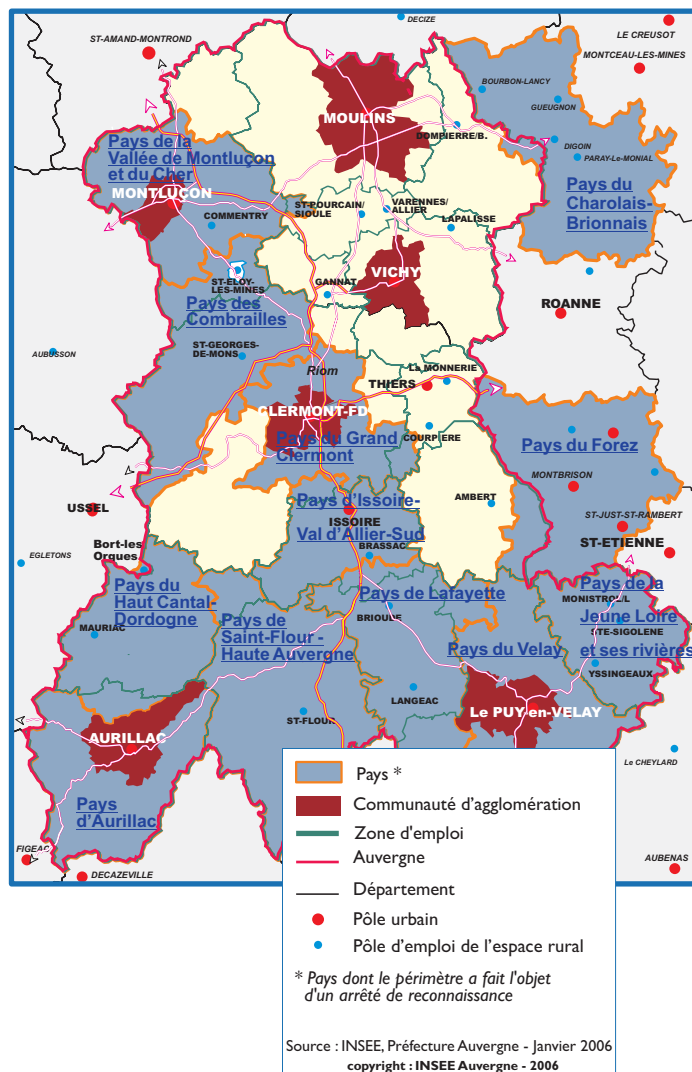 DECIZE
LE CREUSOT
ST-AMAND-MONTROND
MONTCEAU-LES-MINES
BOURBON-LANCY
GUEUGNON
MOULINS
DOMPIERRE/B.
DIGOIN
PARAY-Le-MONIAL
Pays de la
Vallée de Montluçon
et du Cher
MONTLUÇON
Pays du
Charolais-
Brionnais
COMMENTRY
ST-POURCAIN/
SIOULE
VARENNES/
ALLIER
LAPALISSE
VICHY
ST-ELOY-
LES-MINES
GANNAT
ROANNE
Pays des
Combrailles
AUBUSSON
ST-GEORGES-
DE-MONS
Riom
La MONNERIE
THIERS
CLERMONT-FD
COURPIERE
Pays du Grand
Clermont
Pays du Forez
MONTBRISON
AMBERT
Pays d'Issoire-
Val d'Allier-Sud
ISSOIRE
USSEL
ST-JUST-ST-RAMBERT
ST-ETIENNE
Bort-les
Orgues
BRASSAC
EGLETONS
Pays du
Haut Cantal-
Dordogne
Pays de Lafayette
Pays de la
Jeune Loire
et ses rivières
MONISTROL
STE-SIGOLENE
MAURIAC
Pays de
Saint-Flour -
Haute Auvergne
BRIOUDE
Pays du Velay
YSSINGEAUX
LANGEAC
ST-FLOUR
Le PUY-en-VELAY
AURILLAC
Le CHEYLARD
Pays
d'Aurillac
FIGEAC
DECAZEVILLE
AUBENAS
Pays *
Communauté d'agglomération
Zone d'emploi
Auvergne
Département
Pôle urbain
Pôle d'emploi de l'espace rural
* Pays dont le périmètre a fait l'objet
d'un arrêté de reconnaissance
Source : INSEE, Préfecture Auvergne - Janvier 2006
copyright : INSEE Auvergne - 2006